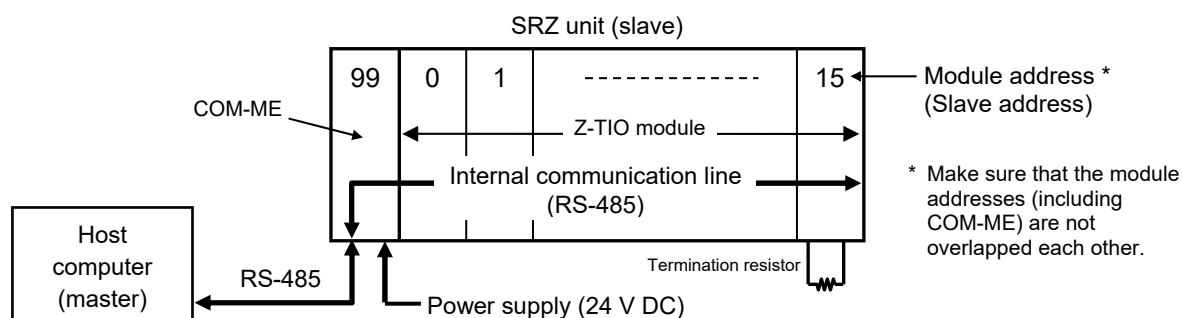 SRZ unit (slave)
99
0
1
15
Module address *
(Slave address)
COM-ME
Z-TIO module
Internal communication line
(RS-485)
* Make sure that the module
addresses (including
COM-ME) are not
overlapped each other.
Host
computer
(master)
RS-485
Termination resistor
Power supply (24 V DC)